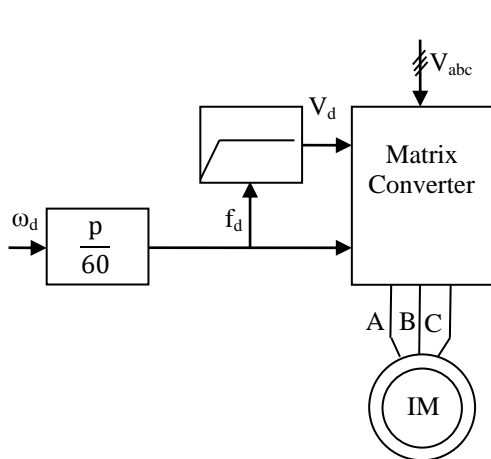 V_abc
V_d
Matrix
Converter
ω_d
p
60
f_d
A B C
IM